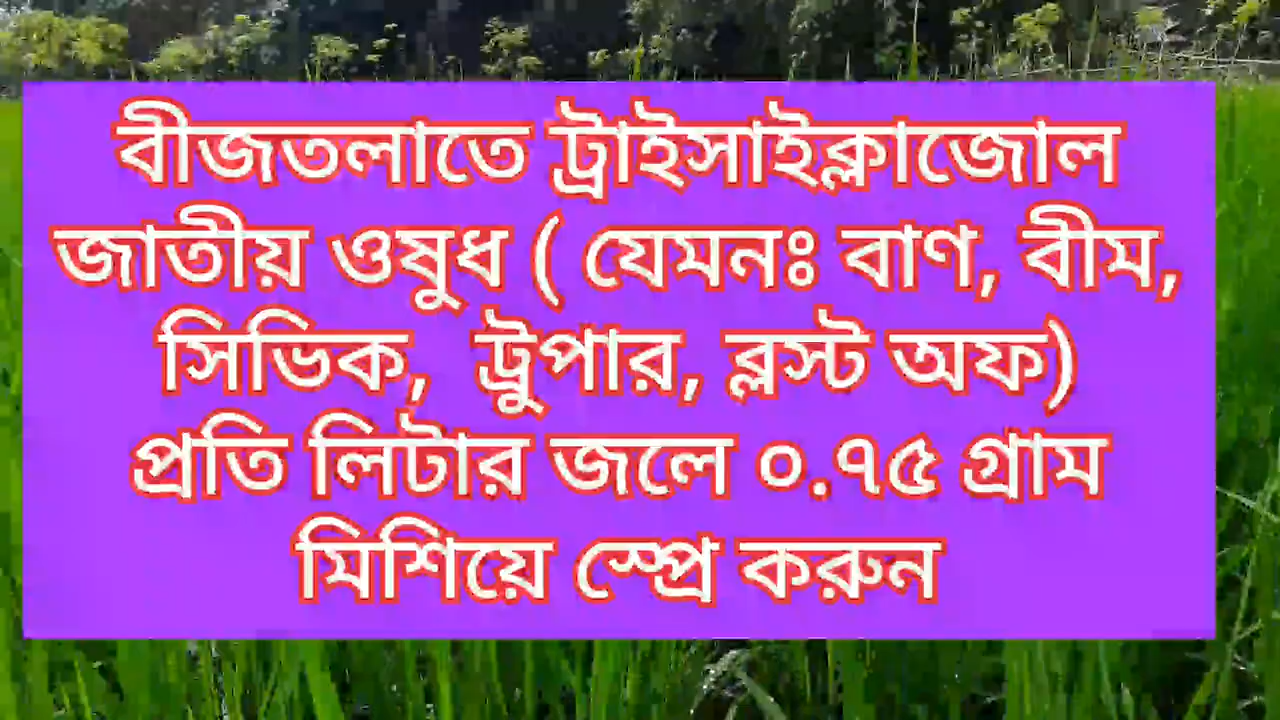 বীজতলাতে ট্রাইসাইক্লাজোল
জাতীয় ওষুধ ( যেমনঃ বাণ, বীম,
সিভিক, ট্রুপার, ব্লস্ট অফ)
প্রতি লিটার জলে ০.৭৫ গ্রাম
মিশিয়ে স্প্রে করুন